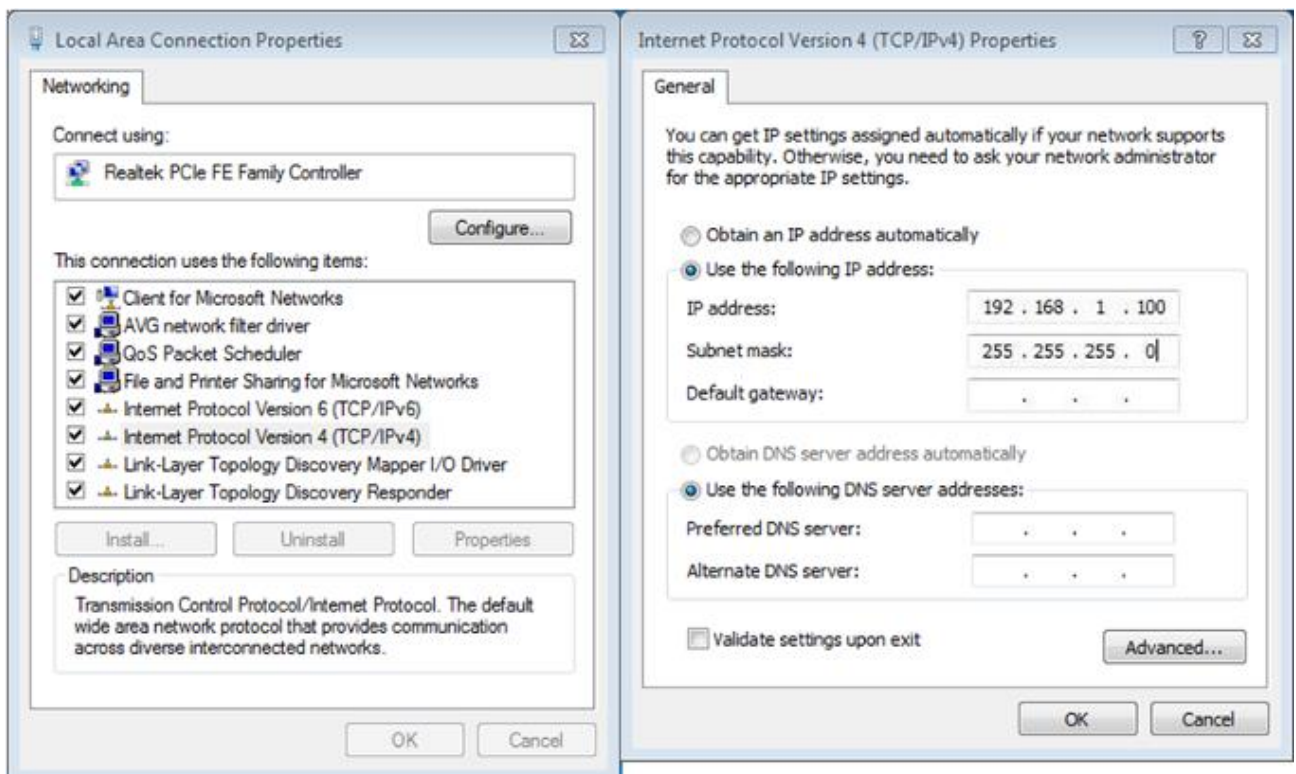 Local Area Connection Properties
Networking
Connect using:
Realtek PCIe FE Family Controller
Configure...
This connection uses the following items:
Client for Microsoft Networks
AVG network filter driver
QoS Packet Scheduler
File and Printer Sharing for Microsoft Networks
Internet Protocol Version 6 (TCP/IPv6)
Internet Protocol Version 4 (TCP/IPv4)
Link-Layer Topology Discovery Mapper I/O Driver
Link-Layer Topology Discovery Responder
Install...
Uninstall
Properties
Description
Transmission Control Protocol/Internet Protocol. The default
wide area network protocol that provides communication
across diverse interconnected networks.
OK
Cancel
Internet Protocol Version 4 (TCP/IPv4) Properties
?
General
You can get IP settings assigned automatically if your network supports
this capability. Otherwise, you need to ask your network administrator
for the appropriate IP settings.
Obtain an IP address automatically
Use the following IP address:
IP address: 192 . 168 . 1 . 100
Subnet mask: 255 . 255 . 255 . 0
Default gateway: . . .
Obtain DNS server address automatically
Use the following DNS server addresses:
Preferred DNS server: . . .
Alternate DNS server: . . .
Validate settings upon exit
Advanced...
OK
Cancel